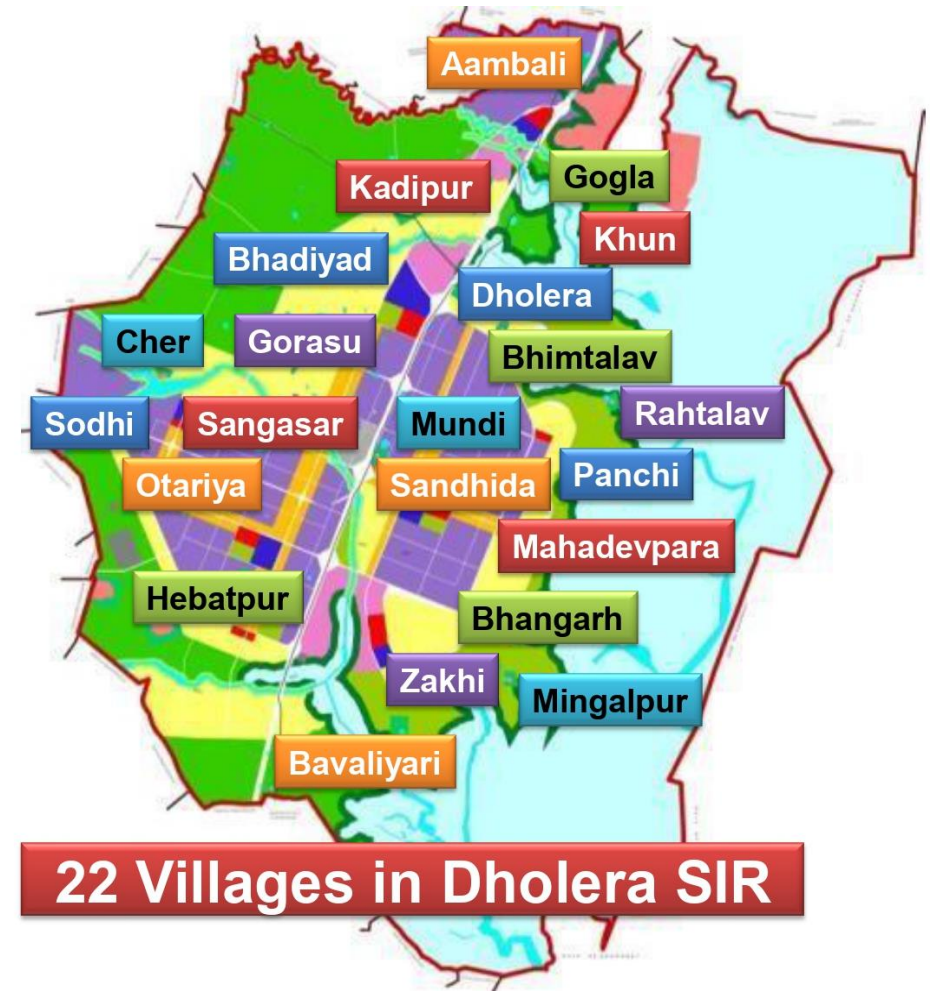 Aambali
Gogla
Kadipur
Khun
Bhadiyad
Dholera
Cher
Gorasu
Bhimtalav
Rahtalav
Sodhi
Sangasar
Mundi
Panchi
Otariya
Sandhida
Mahadevpara
Hebatpur
Bhangarh
Zakhi
Mingalpur
Bavaliyari
22 Villages in Dholera SIR